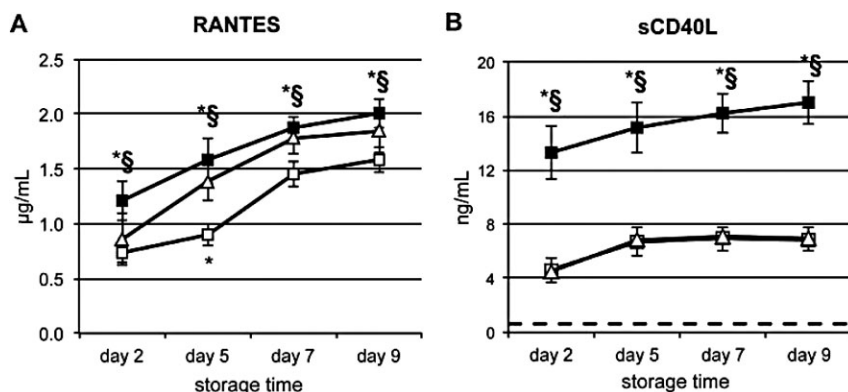 A
RANTES
µg/mL
2.5
2.0
1.5
1.0
0.5
0.0
*§
*§
*§
*§
*
day 2 day 5 day 7 day 9
storage time
B
sCD40L
ng/mL
20
16
12
8
4
0
*§
*§
*§
*§
day 2 day 5 day 7 day 9
storage time